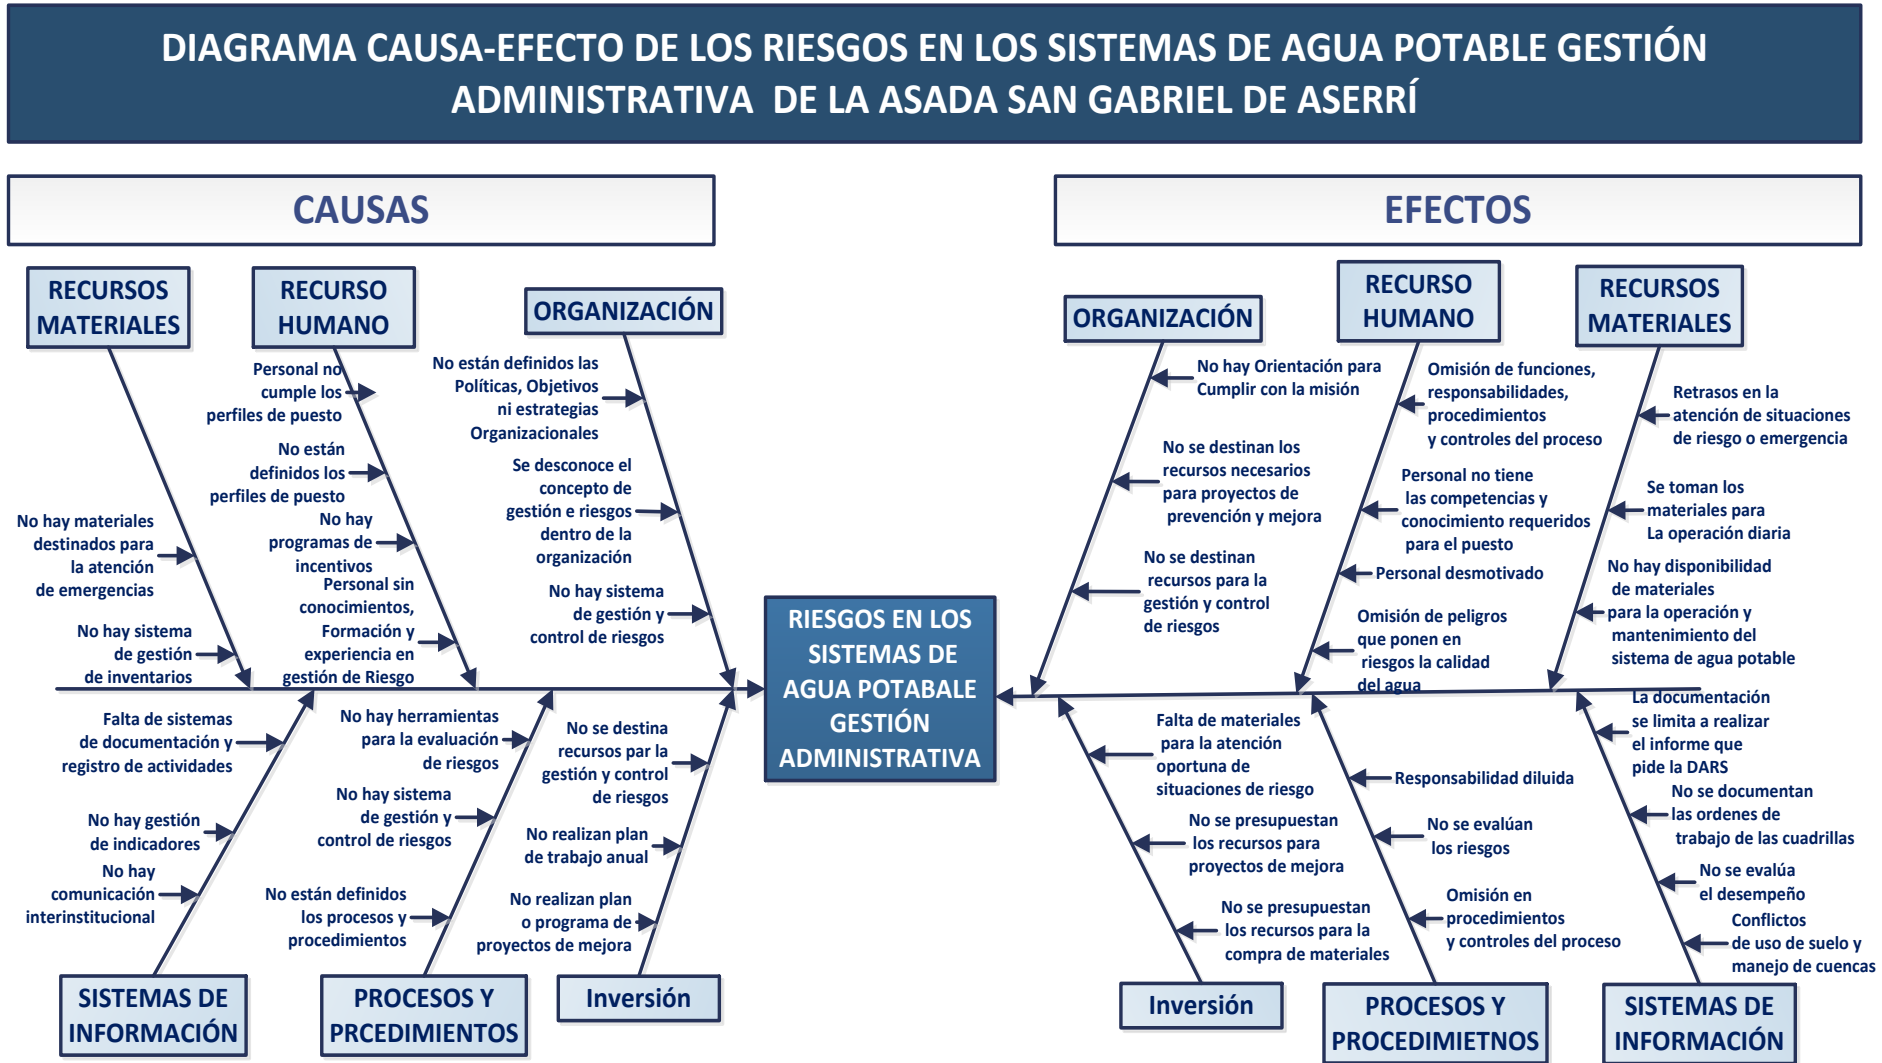 DIAGRAMA CAUSA-EFECTO DE LOS RIESGOS EN LOS SISTEMAS DE AGUA POTABLE GESTIÓN
ADMINISTRATIVA DE LA ASADA SAN GABRIEL DE ASERRÍ
CAUSAS
RECURSOS
MATERIALES
No hay materiales
destinados para
la atención
de emergencias
No hay sistema
de gestión
de inventarios
RECURSO
HUMANO
Personal no
cumple los
perfiles de puesto
No están
definidos los
perfiles de puesto
No hay
programas de
incentivos
Personal sin
conocimientos,
Formación y
experiencia en
gestión de Riesgo
ORGANIZACIÓN
No están definidos las
Políticas, Objetivos
ni estrategias
Organizacionales
Se desconoce el
concepto de
gestión e riesgos
dentro de la
organización
No hay sistema
de gestión y
control de riesgos
Falta de sistemas
de documentación y
registro de actividades
No hay gestión
de indicadores
No hay
comunicación
interinstitucional
SISTEMAS DE
INFORMACIÓN
No hay herramientas
para la evaluación
de riesgos
No hay sistema
de gestión y
control de riesgos
No están definidos
los procesos y
procedimientos
PROCESOS Y
PRCEDIMIENTOS
No se destina
recursos par la
gestión y control
de riesgos
No realizan plan
de trabajo anual
No realizan plan
o programa de
proyectos de mejora
Inversión
RIESGOS EN LOS
SISTEMAS DE
AGUA POTABALE
GESTIÓN
ADMINISTRATIVA
EFECTOS
ORGANIZACIÓN
No hay Orientación para
Cumplir con la misión
No se destinan los
recursos necesarios
para proyectos de
prevención y mejora
No se destinan
recursos para la
gestión y control
de riesgos
RECURSO
HUMANO
Omisión de funciones,
responsabilidades,
procedimientos
y controles del proceso
Personal no tiene
las competencias y
conocimiento requeridos
para el puesto
Personal desmotivado
Omisión de peligros
que ponen en
riesgos la calidad
del agua
RECURSOS
MATERIALES
Retrasos en la
atención de situaciones
de riesgo o emergencia
Se toman los
materiales para
La operación diaria
No hay disponibilidad
de materiales
para la operación y
mantenimiento del
sistema de agua potable
Falta de materiales
para la atención
oportuna de
situaciones de riesgo
No se presupuestan
los recursos para
proyectos de mejora
No se presupuestan
los recursos para la
compra de materiales
Inversión
Responsabilidad diluida
No se evalúan
los riesgos
Omisión en
procedimientos
y controles del proceso
PROCESOS Y
PROCEDIMIETNOS
La documentación
se limita a realizar
el informe que
pide la DARS
No se documentan
las ordenes de
trabajo de las cuadrillas
No se evalúa
el desempeño
Conflictos
de uso de suelo y
manejo de cuencas
SISTEMAS DE
INFORMACIÓN